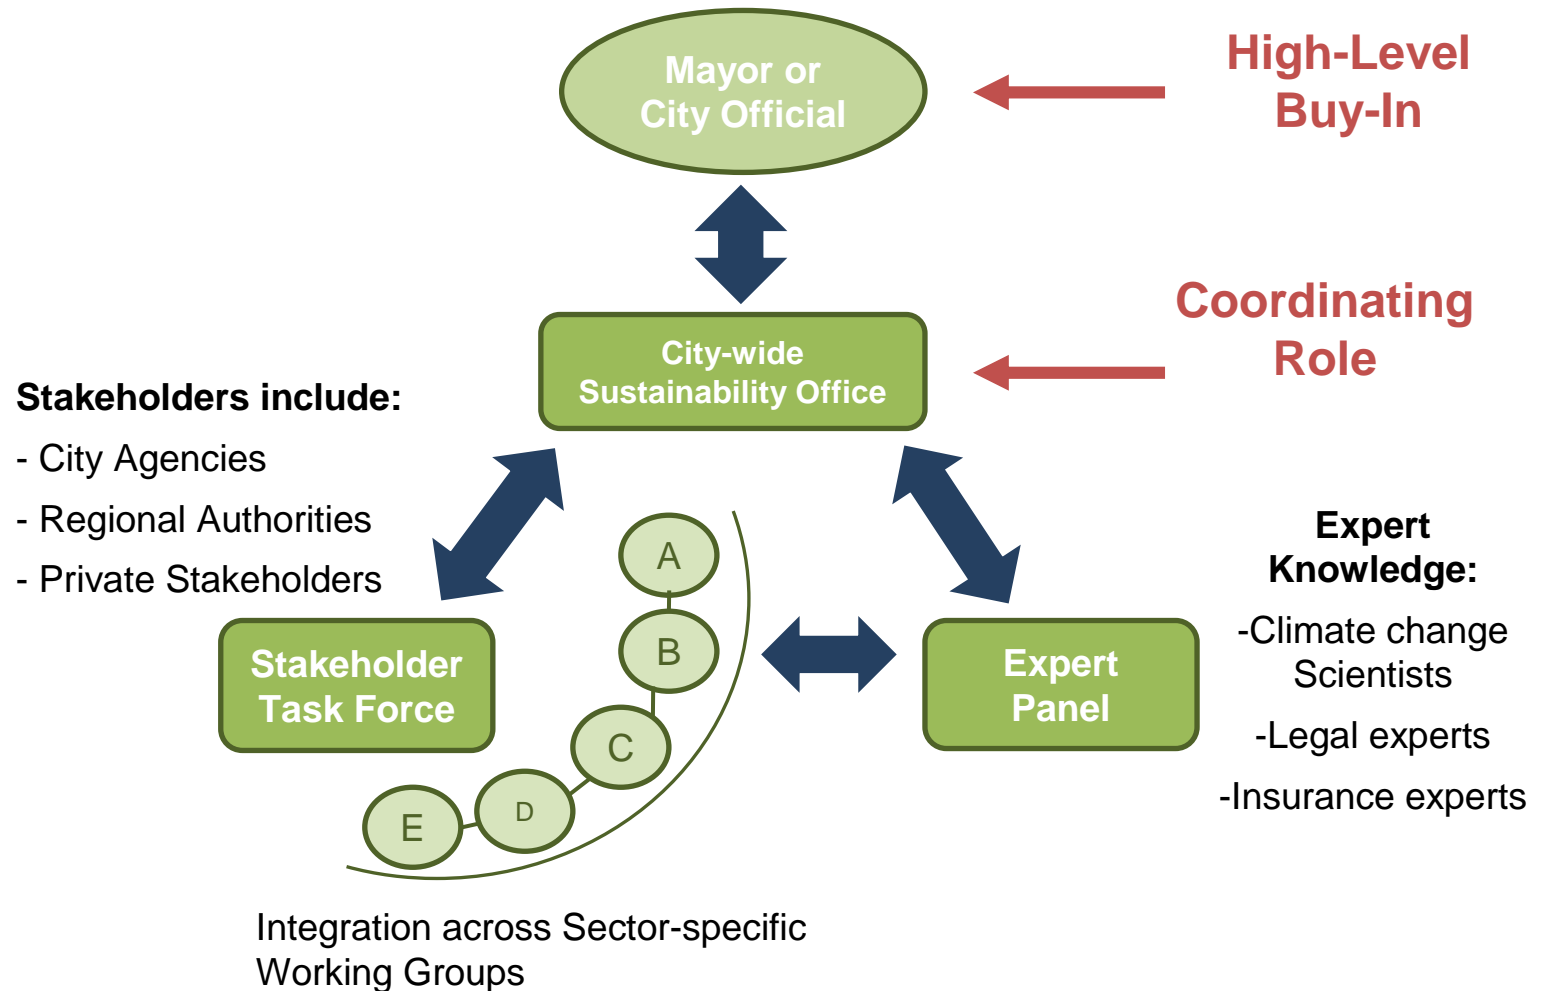 Mayor or
City Official
High-Level
Buy-In
City-wide
Sustainability Office
Coordinating
Role
Stakeholders include:
- City Agencies
- Regional Authorities
- Private Stakeholders
Stakeholder
Task Force
A
B
C
D
E
Expert
Panel
Expert
Knowledge:
-Climate change
Scientists
-Legal experts
-Insurance experts
Integration across Sector-specific
Working Groups